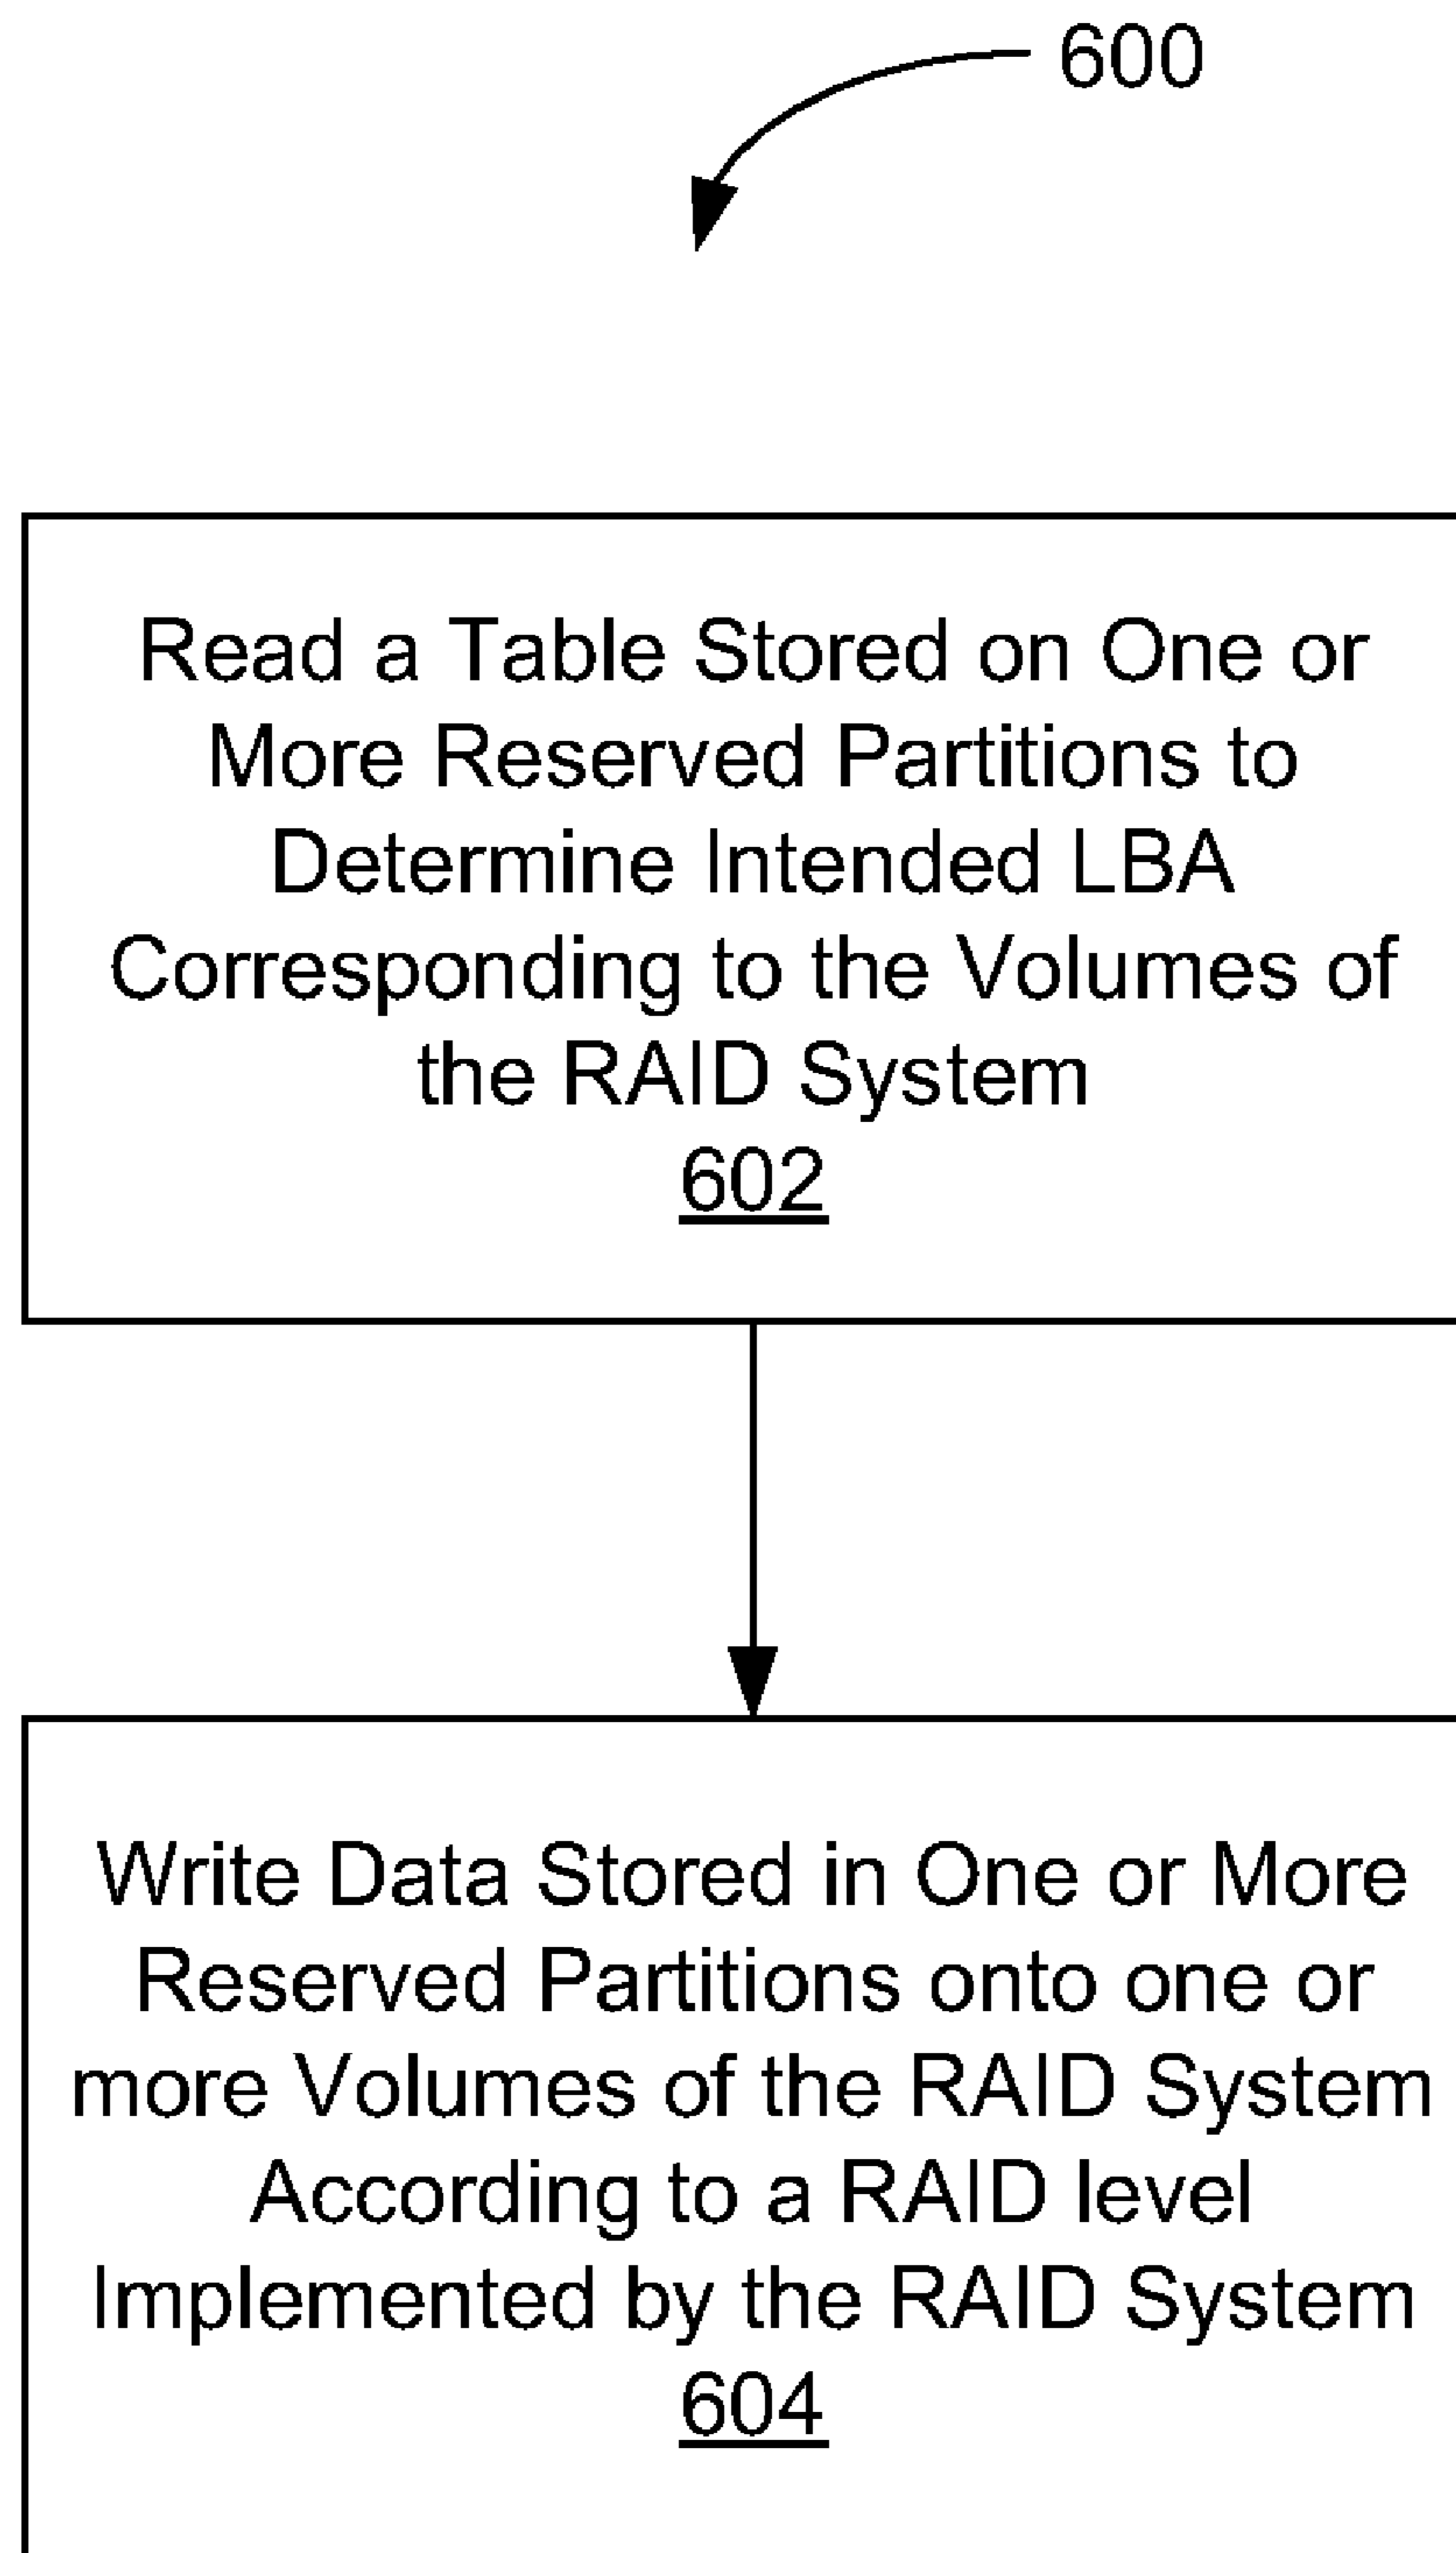 600
Read a Table Stored on One or
More Reserved Partitions to
Determine Intended LBA
Corresponding to the Volumes of
the RAID System
602
Write Data Stored in One or More
Reserved Partitions onto one or
more Volumes of the RAID System
According to a RAID level
Implemented by the RAID System
604